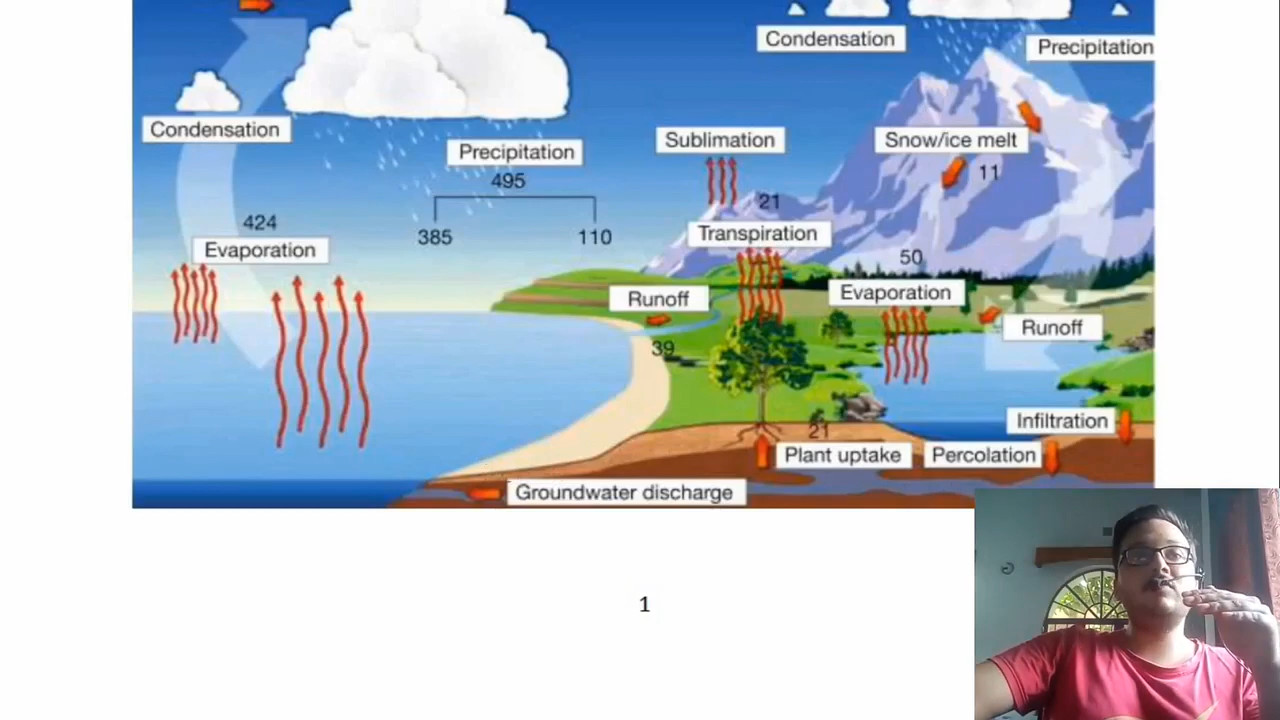 Condensation
Precipitation
Condensation
Precipitation
Sublimation
Snow/ice melt
495
11
424
21
385
110
Transpiration
Evaporation
50
Evaporation
Runoff
Runoff
39
Infiltration
21
Plant uptake
Percolation
Groundwater discharge
1